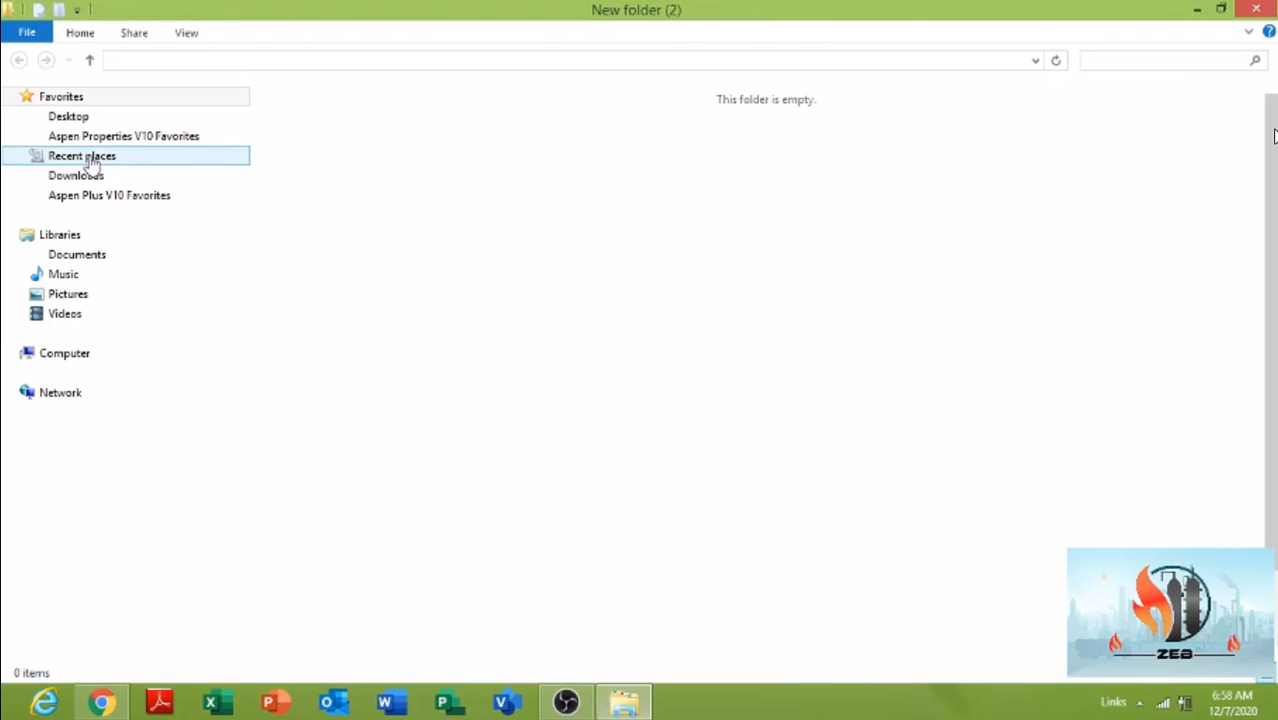 New folder (2)
File
Home
Share
View
Favorites
This folder is empty.
Desktop
Aspen Properties V10 Favorites
Recent places
Downloads
Aspen Plus V10 Favorites
Libraries
Documents
Music
Pictures
Videos
Computer
Network
ZEB
0 items
Links
6:58 AM
12/7/2020